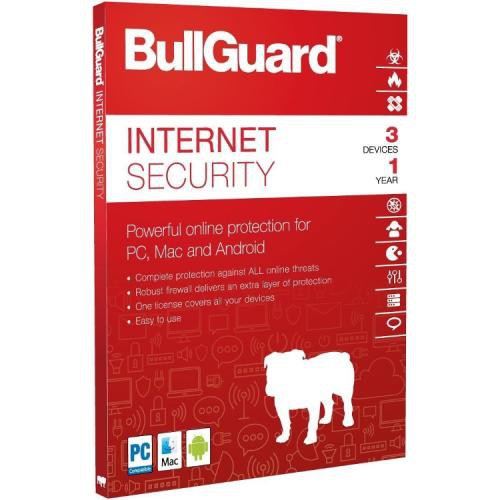 BullGuard®
INTERNET
SECURITY
3
DEVICES
1
YEAR
Powerful online protection for
PC, Mac and Android
• Complete protection against ALL online threats
• Robust firewall delivers an extra layer of protection
• One license covers all your devices
• Easy to use
PC
Compatible
Mac
BullGuard®
INTERNET SECURITY